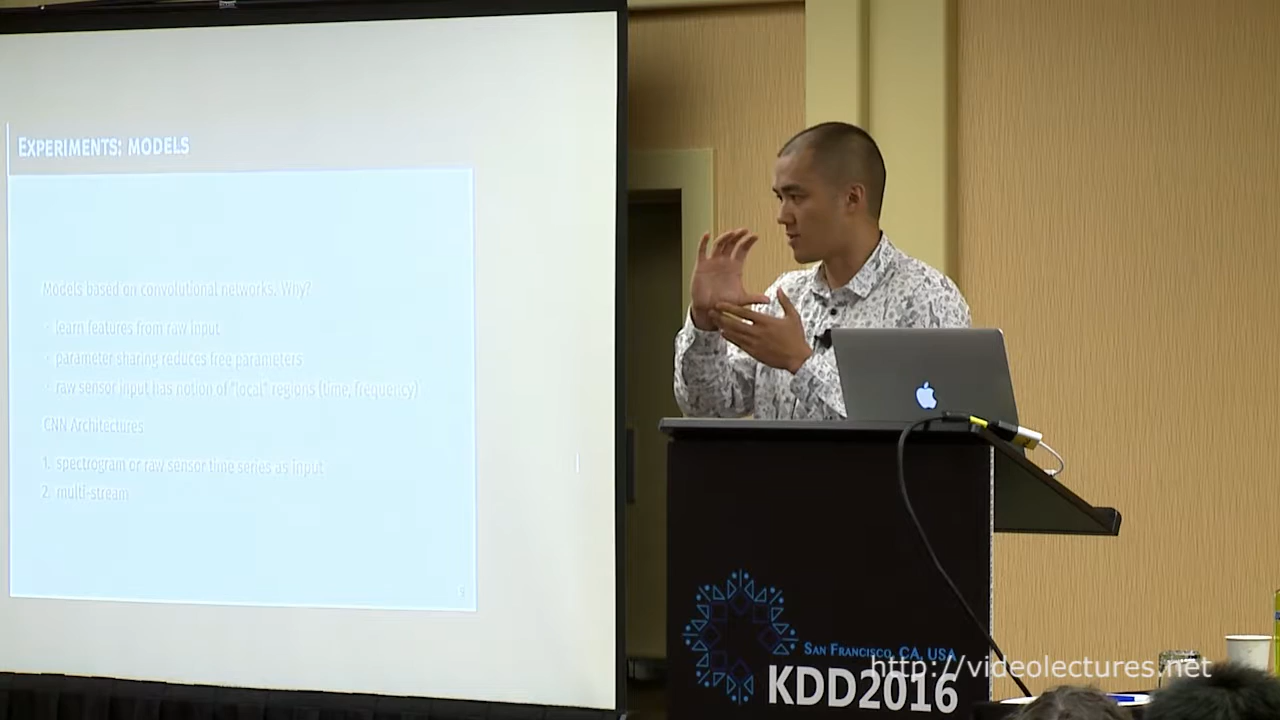 EXPERIMENTS: MODELS
Models based on convolutional networks. Why?
- learn features from raw input
- parameter sharing reduces free parameters
- raw sensor input has notion of "local" regions (time, frequency)
CNN Architectures
1. spectrogram or raw sensor time series as input
2. multi-stream
9
SAN FRANCISCO, CA, USA
KDD2016
http://videolectures.net